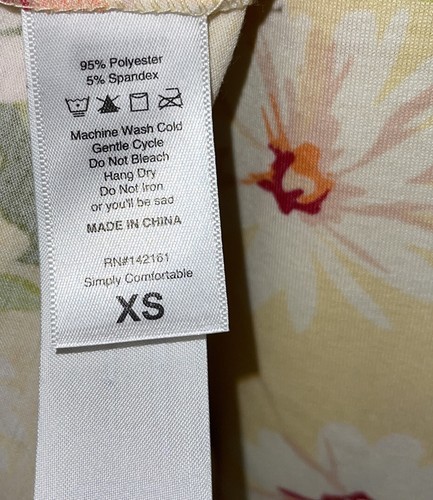 95% Polyester
5% Spandex
Machine Wash Cold
Gentle Cycle
Do Not Bleach
Hang Dry
Do Not Iron
or you'll be sad
MADE IN CHINA
RN#142161
Simply Comfortable
XS